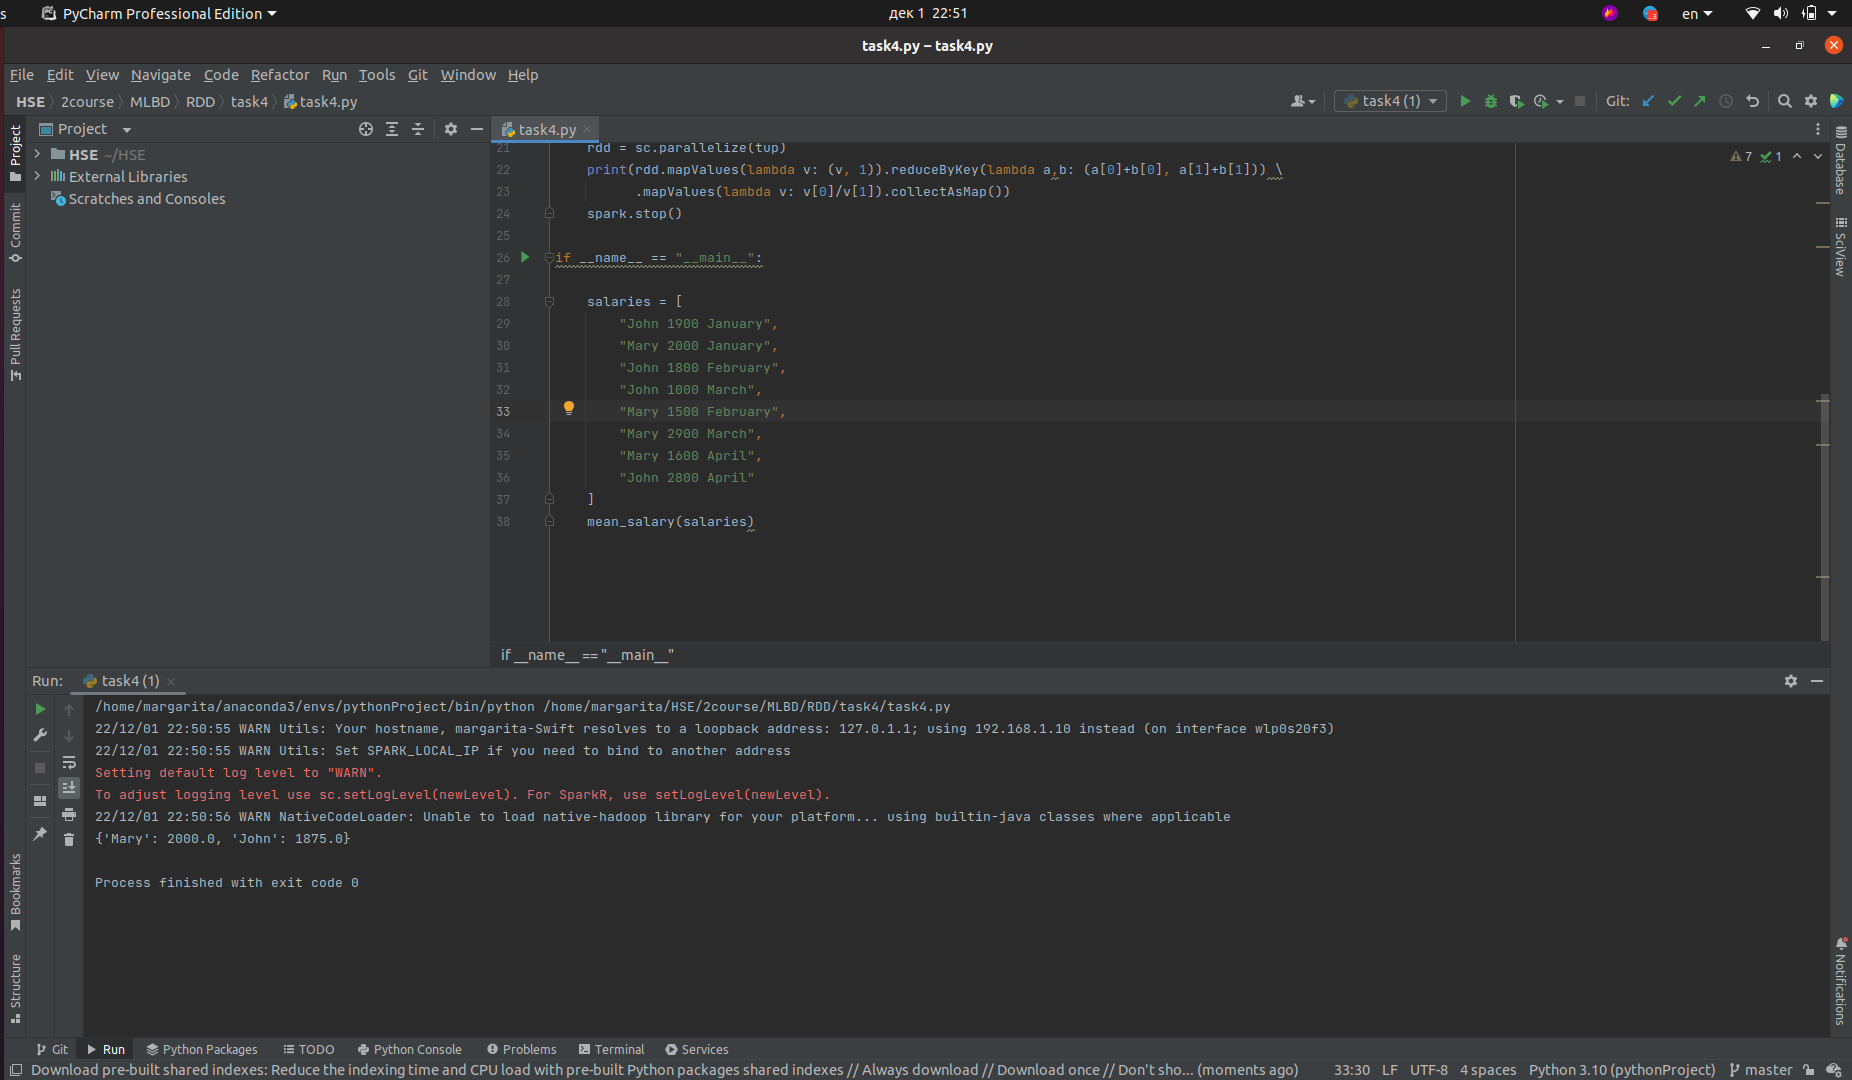 s PyCharm Professional Edition дек 1 22:51 3 en
task4.py – task4.py
File Edit View Navigate Code Refactor Run Tools Git Window Help
HSE 2course MLBD RDD task4 task4.py task4 (1) Git:
Project
task4.py
HSE ~/HSE
External Libraries
Scratches and Consoles
Project
Commit
Pull Requests
Bookmarks
Structure
7 1
21 rdd = sc.parallelize(tup)
22 print(rdd.mapValues(lambda v: (v, 1)).reduceByKey(lambda a,b: (a[0]+b[0], a[1]+b[1])) \
23 .mapValues(lambda v: v[0]/v[1]).collectAsMap())
24 spark.stop()
25
26 if __name__ == "__main__":
27
28 salaries = [
29 "John 1900 January",
30 "Mary 2000 January",
31 "John 1800 February",
32 "John 1000 March",
33 "Mary 1500 February",
34 "Mary 2900 March",
35 "Mary 1600 April",
36 "John 2800 April"
37 ]
38 mean_salary(salaries)
if __name__ == "__main__"
Database
SciView
Notifications
Run: task4 (1)
/home/margarita/anaconda3/envs/pythonProject/bin/python /home/margarita/HSE/2course/MLBD/RDD/task4/task4.py
22/12/01 22:50:55 WARN Utils: Your hostname, margarita-Swift resolves to a loopback address: 127.0.1.1; using 192.168.1.10 instead (on interface wlp0s20f3)
22/12/01 22:50:55 WARN Utils: Set SPARK_LOCAL_IP if you need to bind to another address
Setting default log level to "WARN".
To adjust logging level use sc.setLogLevel(newLevel). For SparkR, use setLogLevel(newLevel).
22/12/01 22:50:56 WARN NativeCodeLoader: Unable to load native-hadoop library for your platform... using builtin-java classes where applicable
{'Mary': 2000.0, 'John': 1875.0}
Process finished with exit code 0
Git Run Python Packages TODO Python Console Problems Terminal Services
Download pre-built shared indexes: Reduce the indexing time and CPU load with pre-built Python packages shared indexes // Always download // Download once // Don't sho... (moments ago) 33:30 LF UTF-8 4 spaces Python 3.10 (pythonProject) master